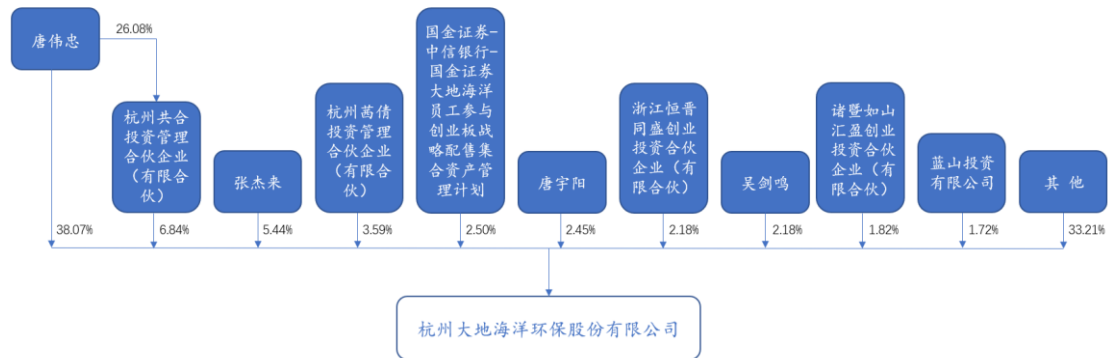 唐伟忠
26.08%
杭州共合
投资管理
合伙企业
（有限合
伙）
张杰来
杭州菡倩
投资管理
合伙企业
（有限合
伙）
国金证券-
中信银行-
国金证券
大地海洋
员工参与
创业板战
略配售集
合资产管
理计划
唐宇阳
浙江恒晋
同盛创业
投资合伙
企业（有
限合伙）
吴剑鸣
诸暨如山
汇盈创业
投资合伙
企业（有
限合伙）
蓝山投资
有限公司
其 他
38.07%
6.84%
5.44%
3.59%
2.50%
2.45%
2.18%
2.18%
1.82%
1.72%
33.21%
杭州大地海洋环保股份有限公司